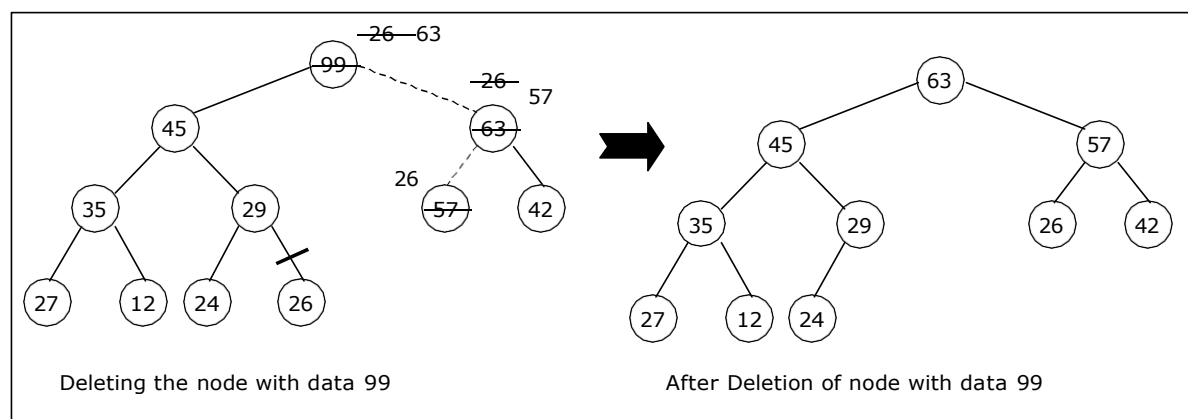 26 63
99
26
57
63
45
26
35 29 57 42
27 12 24 26
63
45 57
35 29 26 42
27 12 24
Deleting the node with data 99
After Deletion of node with data 99